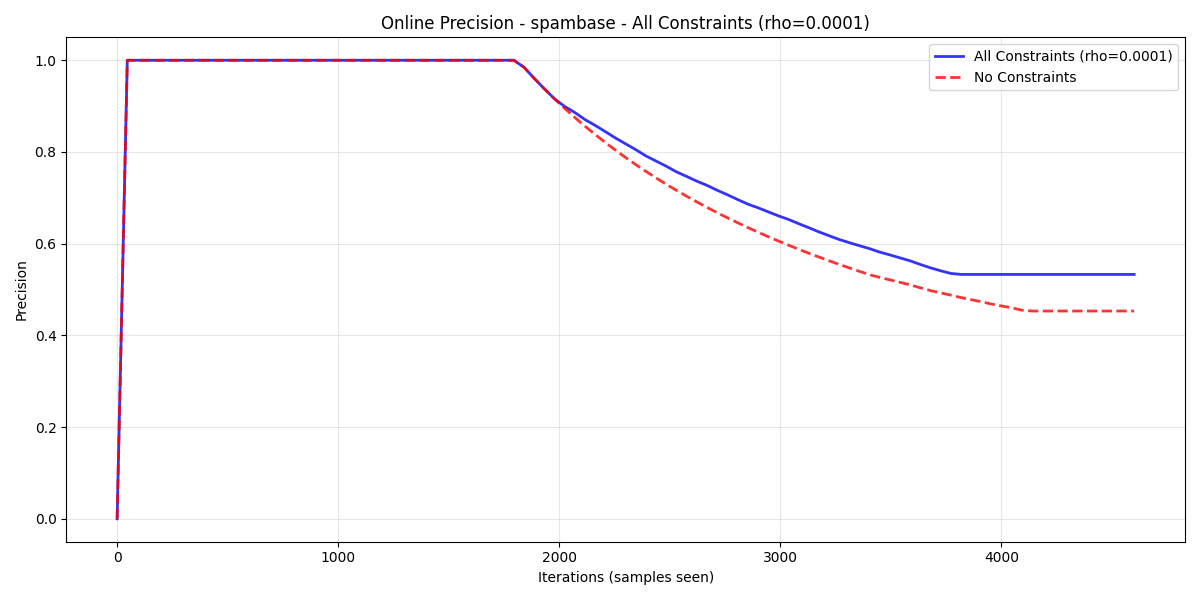 Online Precision - spambase - All Constraints (rho=0.0001)
All Constraints (rho=0.0001)
No Constraints
Precision
1.0
0.8
0.6
0.4
0.2
0.0
0 1000 2000 3000 4000
Iterations (samples seen)